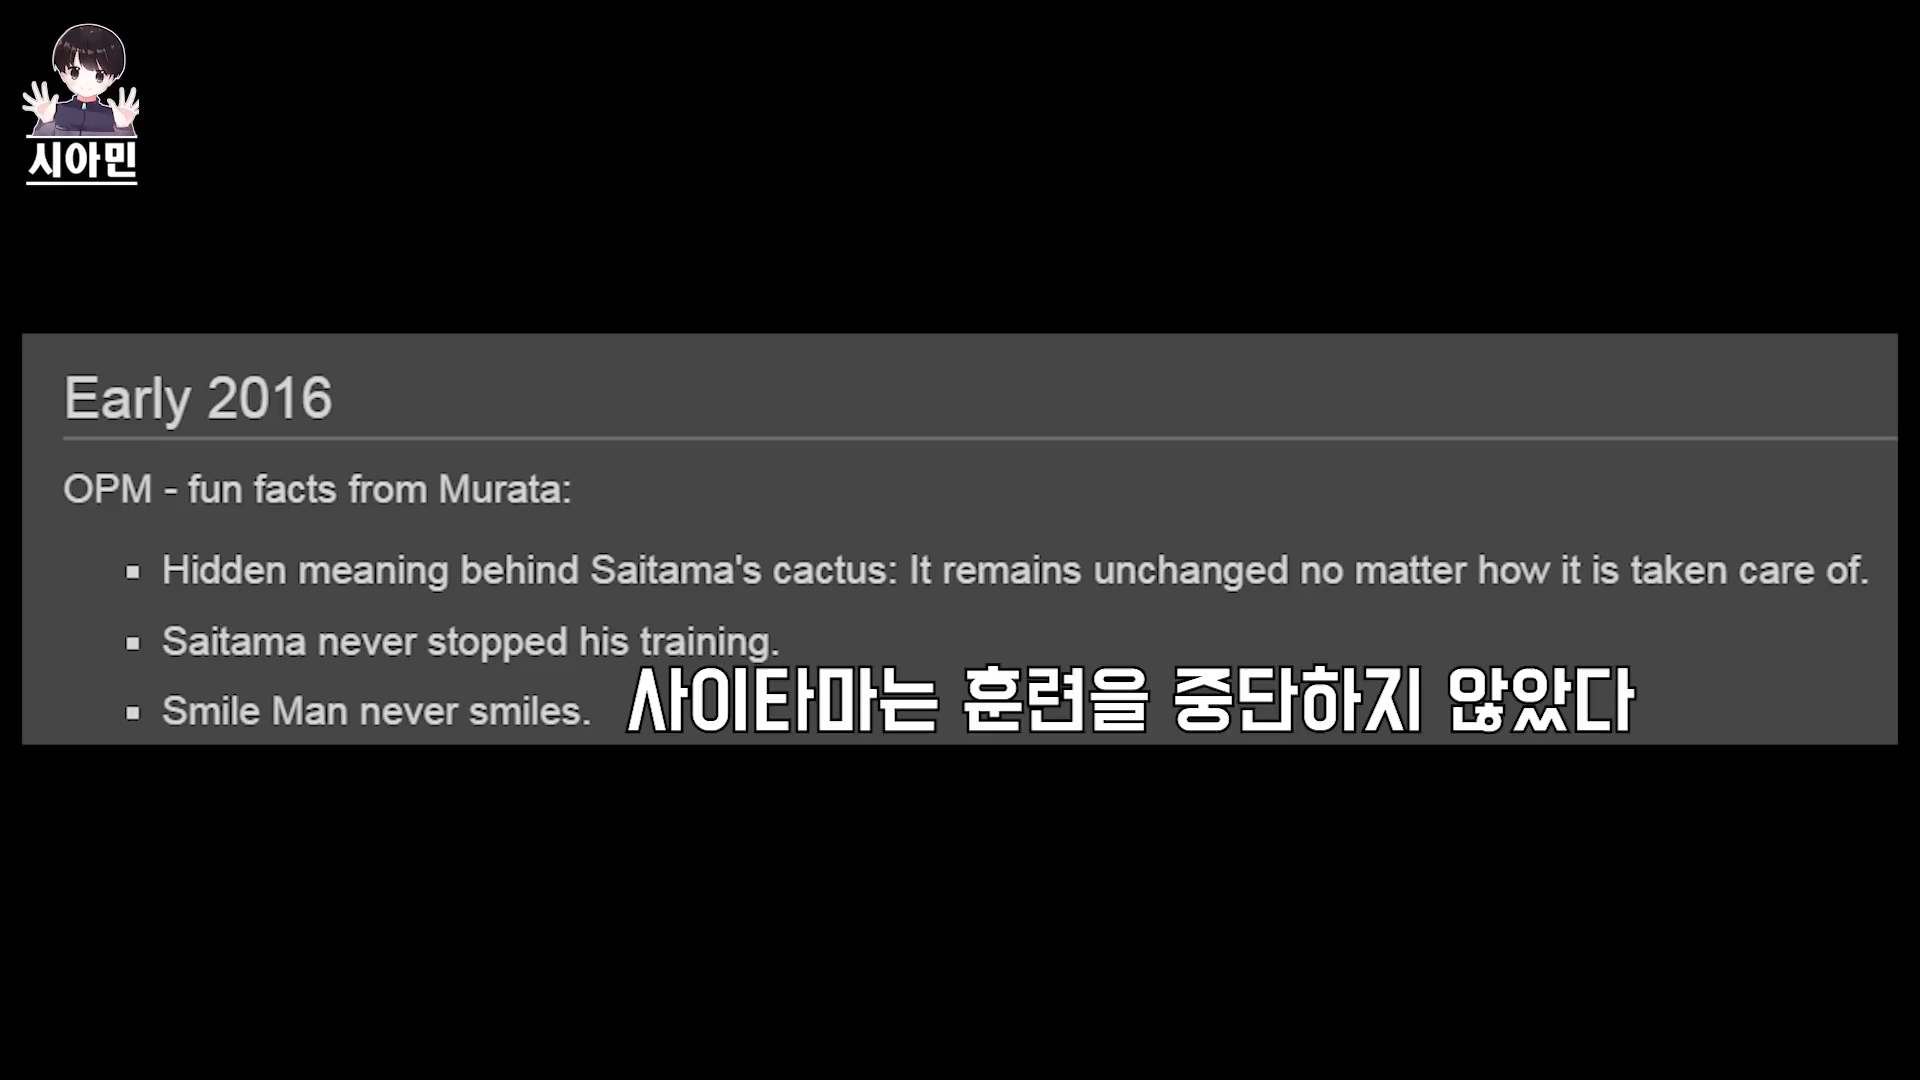 시아민
Early 2016
OPM - fun facts from Murata:
▪ Hidden meaning behind Saitama's cactus: It remains unchanged no matter how it is taken care of.
▪ Saitama never stopped his training.
▪ Smile Man never smiles.
사이타마는 훈련을 중단하지 않았다